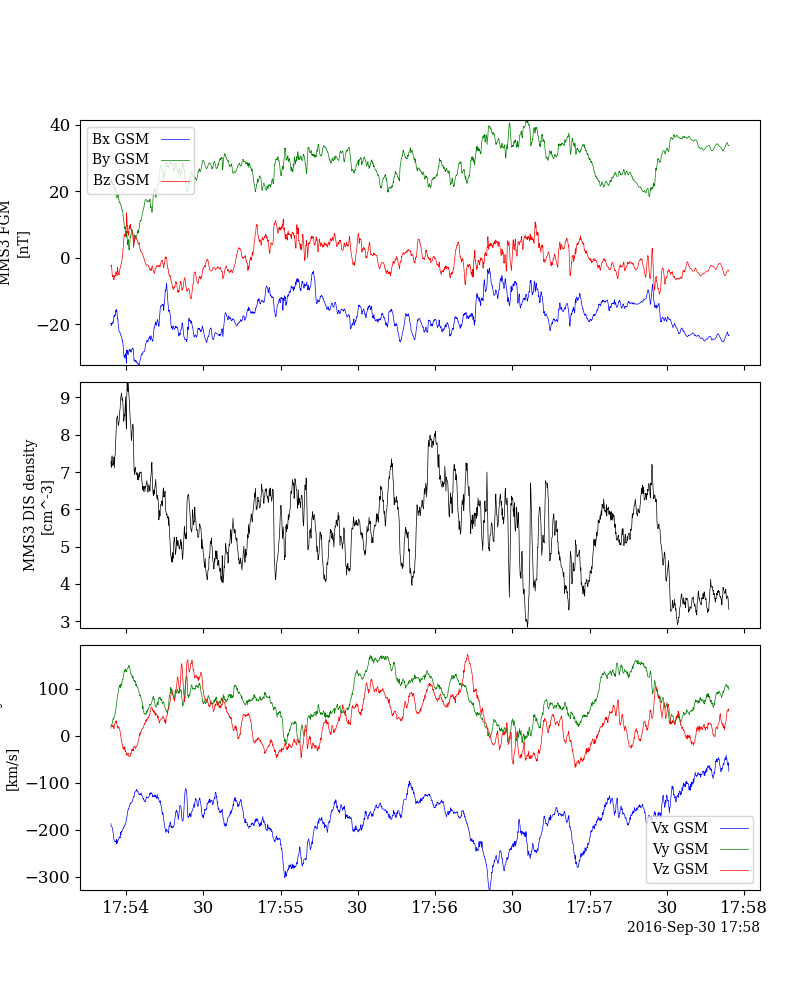 40
20
0
−20
MMS3 FGM
[nT]
Bx GSM
By GSM
Bz GSM
9
8
7
6
5
4
3
MMS3 DIS density
[cm^-3]
100
0
−100
−200
−300
[km/s]
Vx GSM
Vy GSM
Vz GSM
17:54 30 17:55 30 17:56 30 17:57 30 17:58
2016-Sep-30 17:58